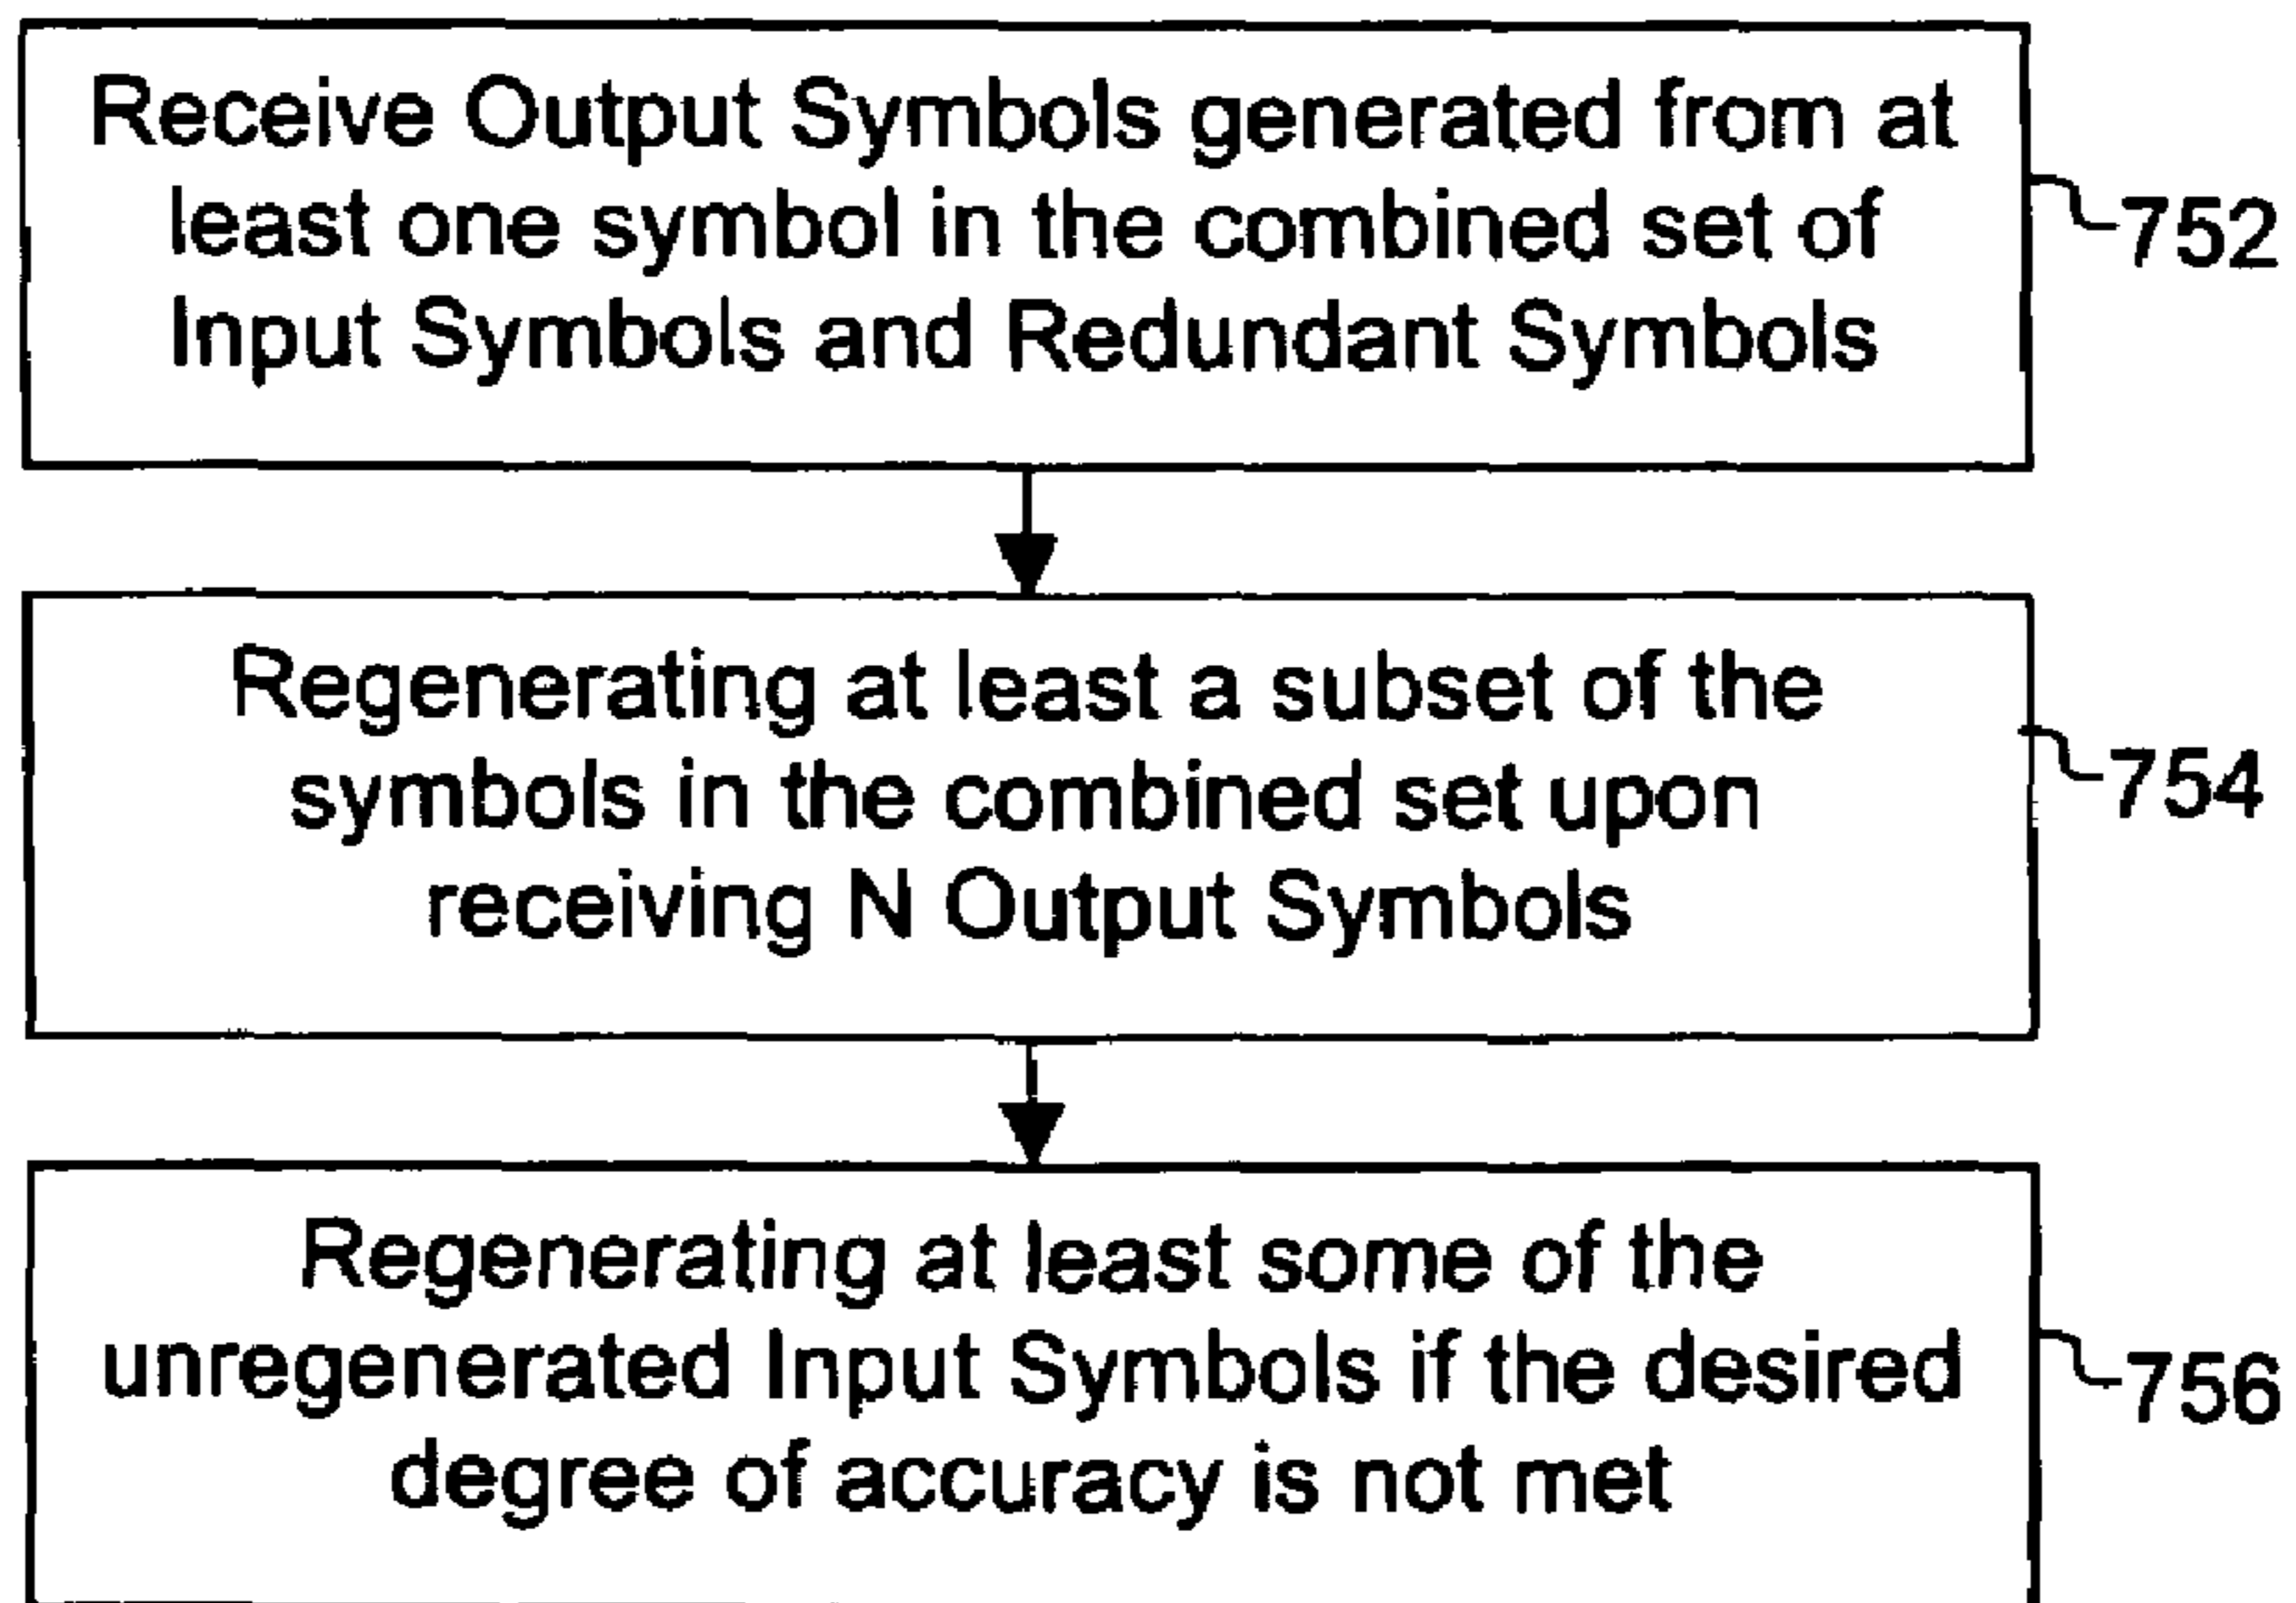 Receive Output Symbols generated from at
least one symbol in the combined set of
Input Symbols and Redundant Symbols
752
Regenerating at least a subset of the
symbols in the combined set upon
receiving N Output Symbols
754
Regenerating at least some of the
unregenerated Input Symbols if the desired
degree of accuracy is not met
756